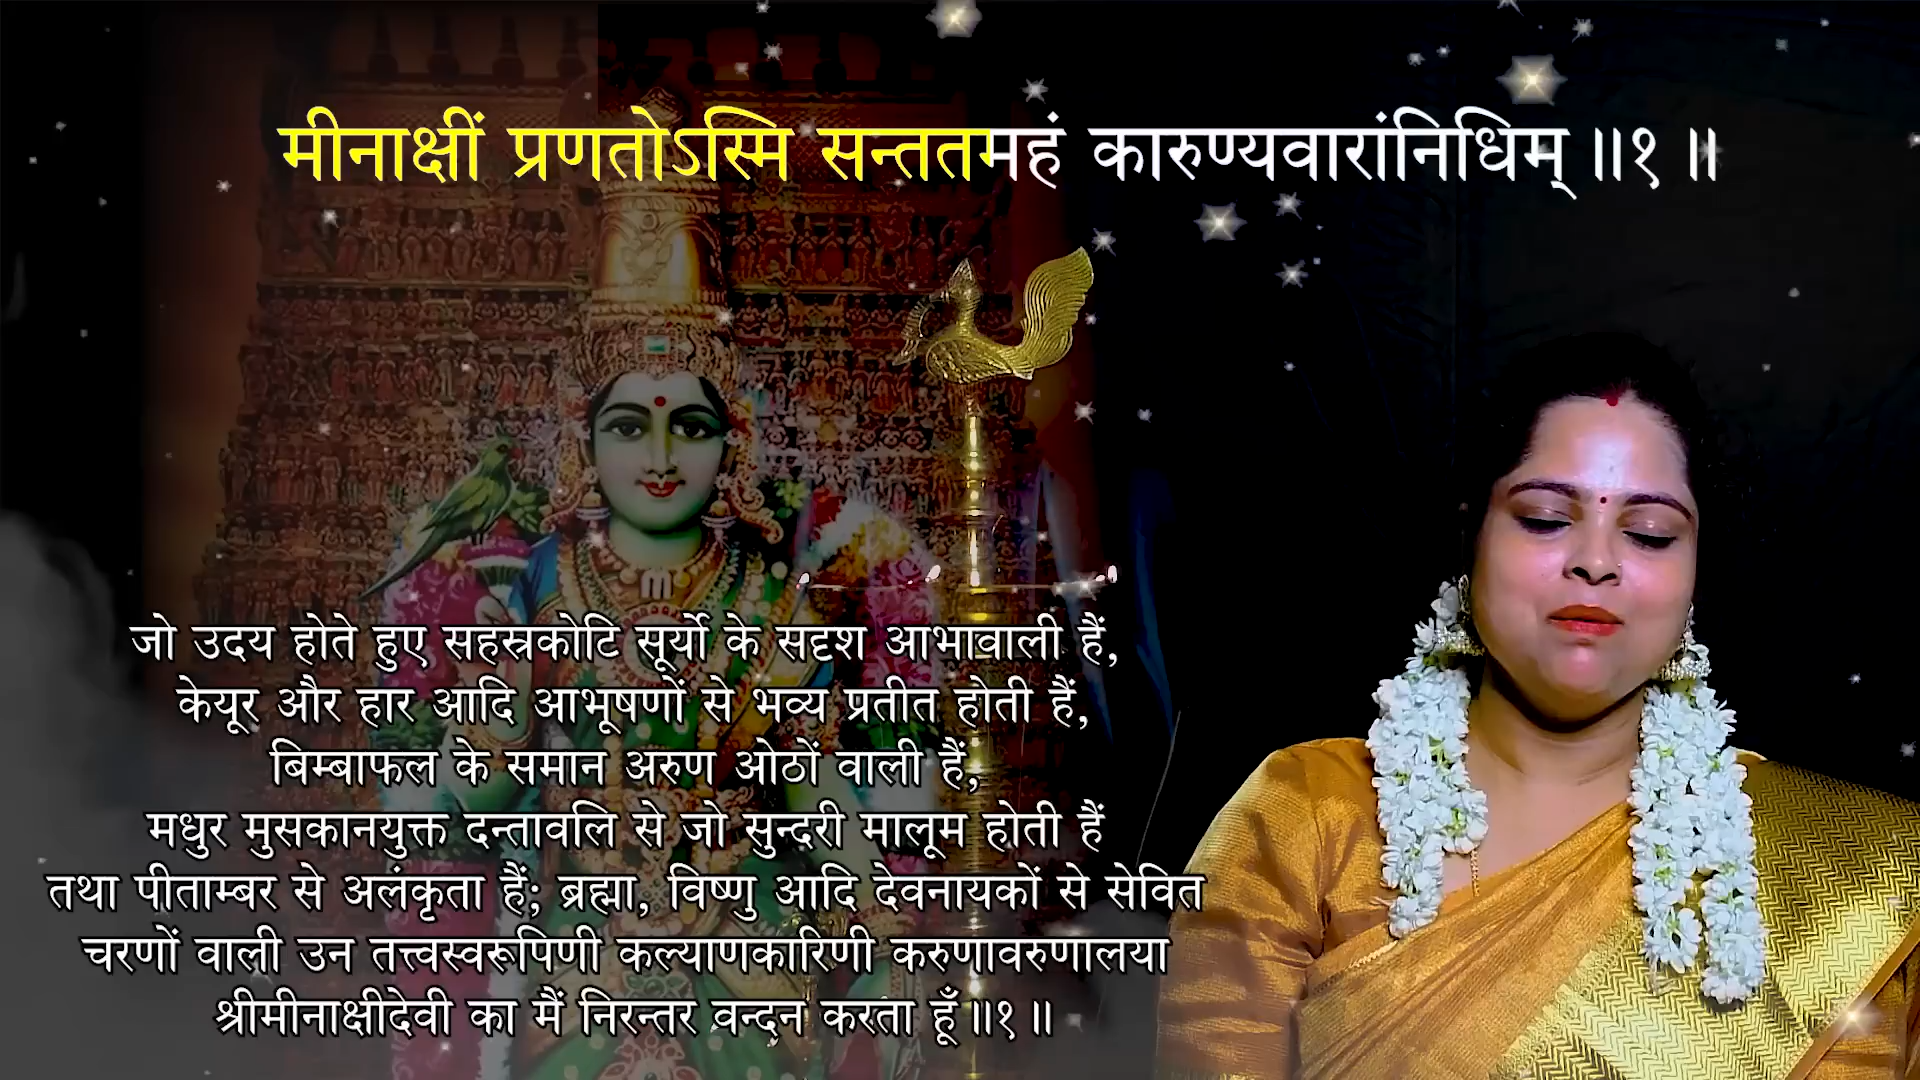 मीनाक्षीं प्रणतोऽस्मि सन्ततमहं कारुण्यवारांनिधिम् ॥१॥
जो उदय होते हुए सहस्रकोटि सूर्यो के सदृश आभावाली हैं,
केयूर और हार आदि आभूषणों से भव्य प्रतीत होती हैं,
बिम्बाफल के समान अरुण ओठों वाली हैं,
मधुर मुसकानयुक्त दन्तावलि से जो सुन्दरी मालूम होती हैं
तथा पीताम्बर से अलंकृता हैं; ब्रह्मा, विष्णु आदि देवनायकों से सेवित
चरणों वाली उन तत्त्वस्वरूपिणी कल्याणकारिणी करुणावरुणालया
श्रीमीनाक्षीदेवी का मैं निरन्तर वन्दन करता हूँ॥१॥